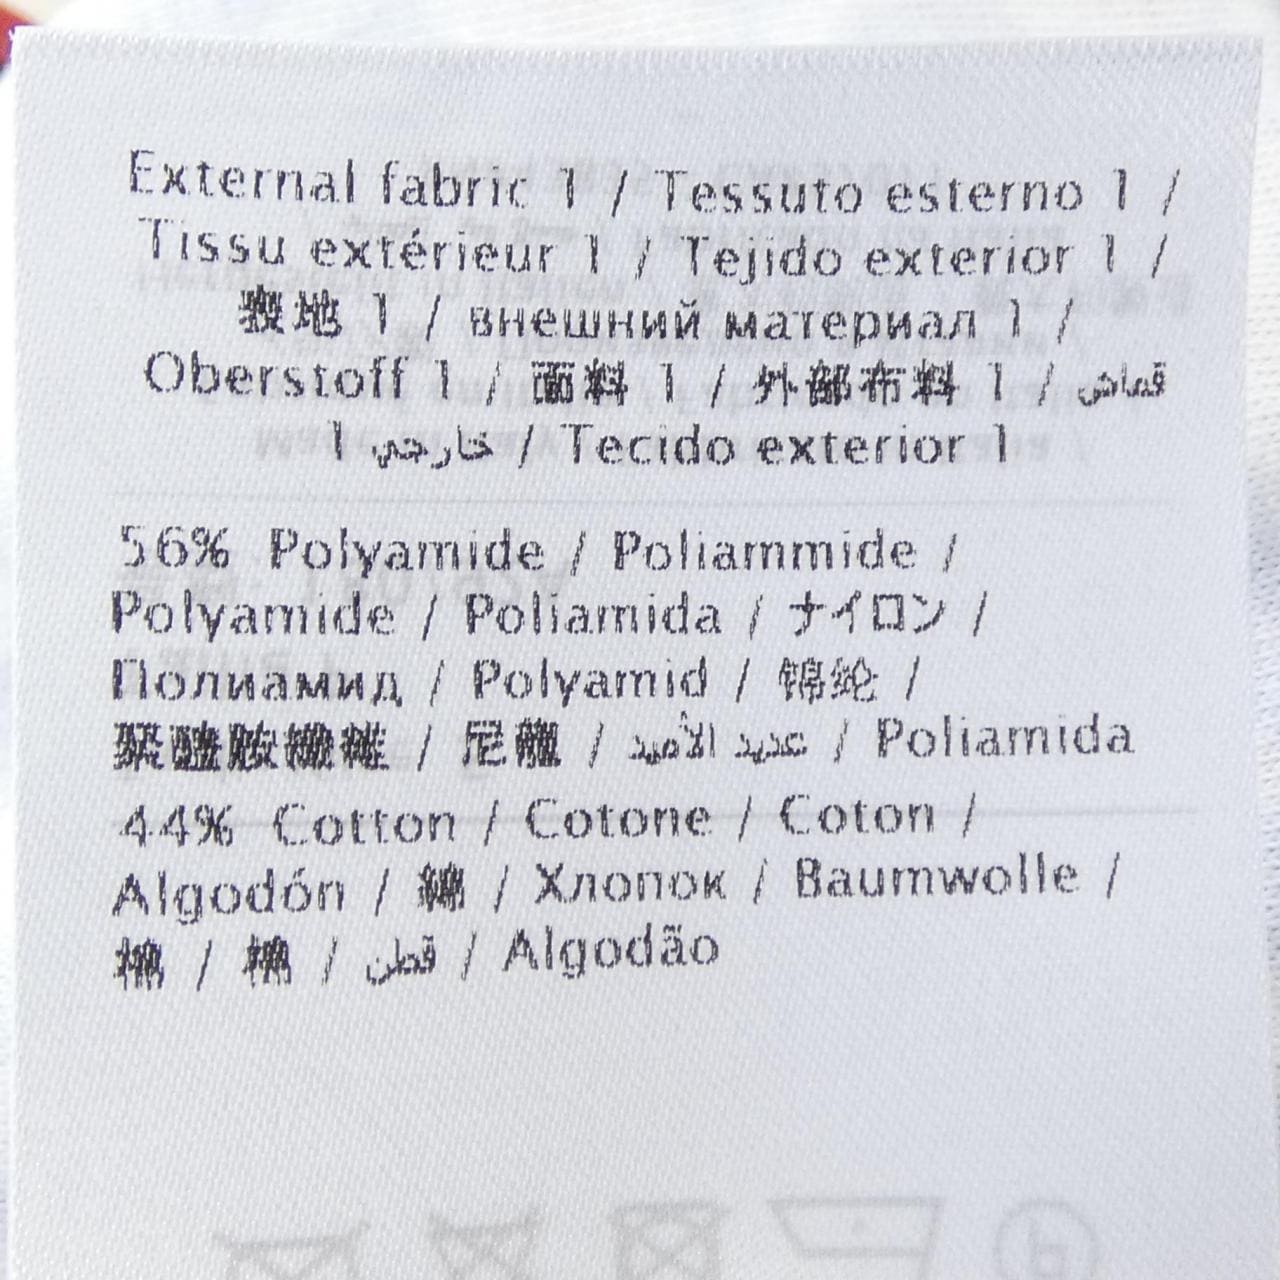 External fabric 1 / Tessuto esterno 1 /
Tissu extérieur 1 / Tejido exterior 1 /
表地 1 / внешний материал 1 /
Oberstoff 1 / 面料 1 / 外部布料 1 / قماش
خارجي 1 / Tecido exterior 1
56% Polyamide / Poliammide /
Polyamide / Poliamida / ナイロン /
Полиамид / Polyamid / 锦纶 /
聚醯胺纖維 / 尼龍 / عديد الأميد / Poliamida
44% Cotton / Cotone / Coton /
Algodón / 綿 / Хлопок / Baumwolle /
棉 / 棉 / قطن / Algodão